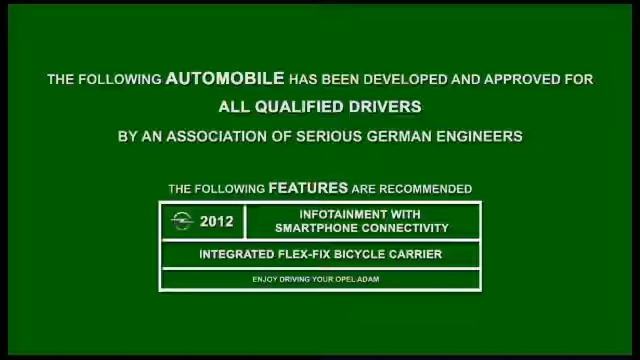 THE FOLLOWING AUTOMOBILE HAS BEEN DEVELOPED AND APPROVED FOR
ALL QUALIFIED DRIVERS
BY AN ASSOCIATION OF SERIOUS GERMAN ENGINEERS
THE FOLLOWING FEATURES ARE RECOMMENDED
2012
INFOTAINMENT WITH
SMARTPHONE CONNECTIVITY
INTEGRATED FLEX-FIX BICYCLE CARRIER
ENJOY DRIVING YOUR OPEL ADAM